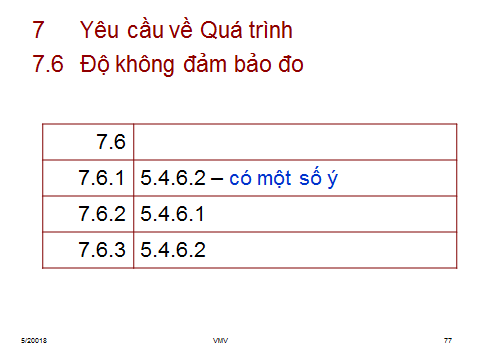 7 Yêu cầu về Quá trình
7.6 Độ không đảm bảo đo
7.6
7.6.1 5.4.6.2 – có một số ý
7.6.2 5.4.6.1
7.6.3 5.4.6.2
5/20018 VMV 77